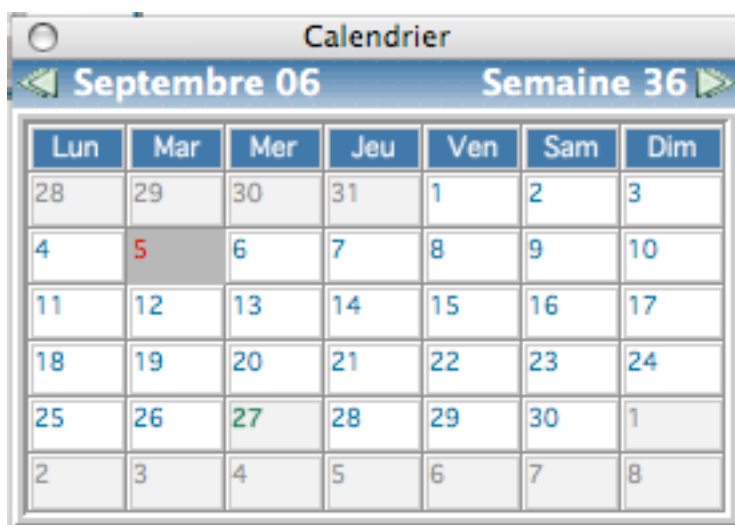 Calendrier
Septembre 06 Semaine 36
Lun Mar Mer Jeu Ven Sam Dim
28 29 30 31 1 2 3
4 5 6 7 8 9 10
11 12 13 14 15 16 17
18 19 20 21 22 23 24
25 26 27 28 29 30 1
2 3 4 5 6 7 8